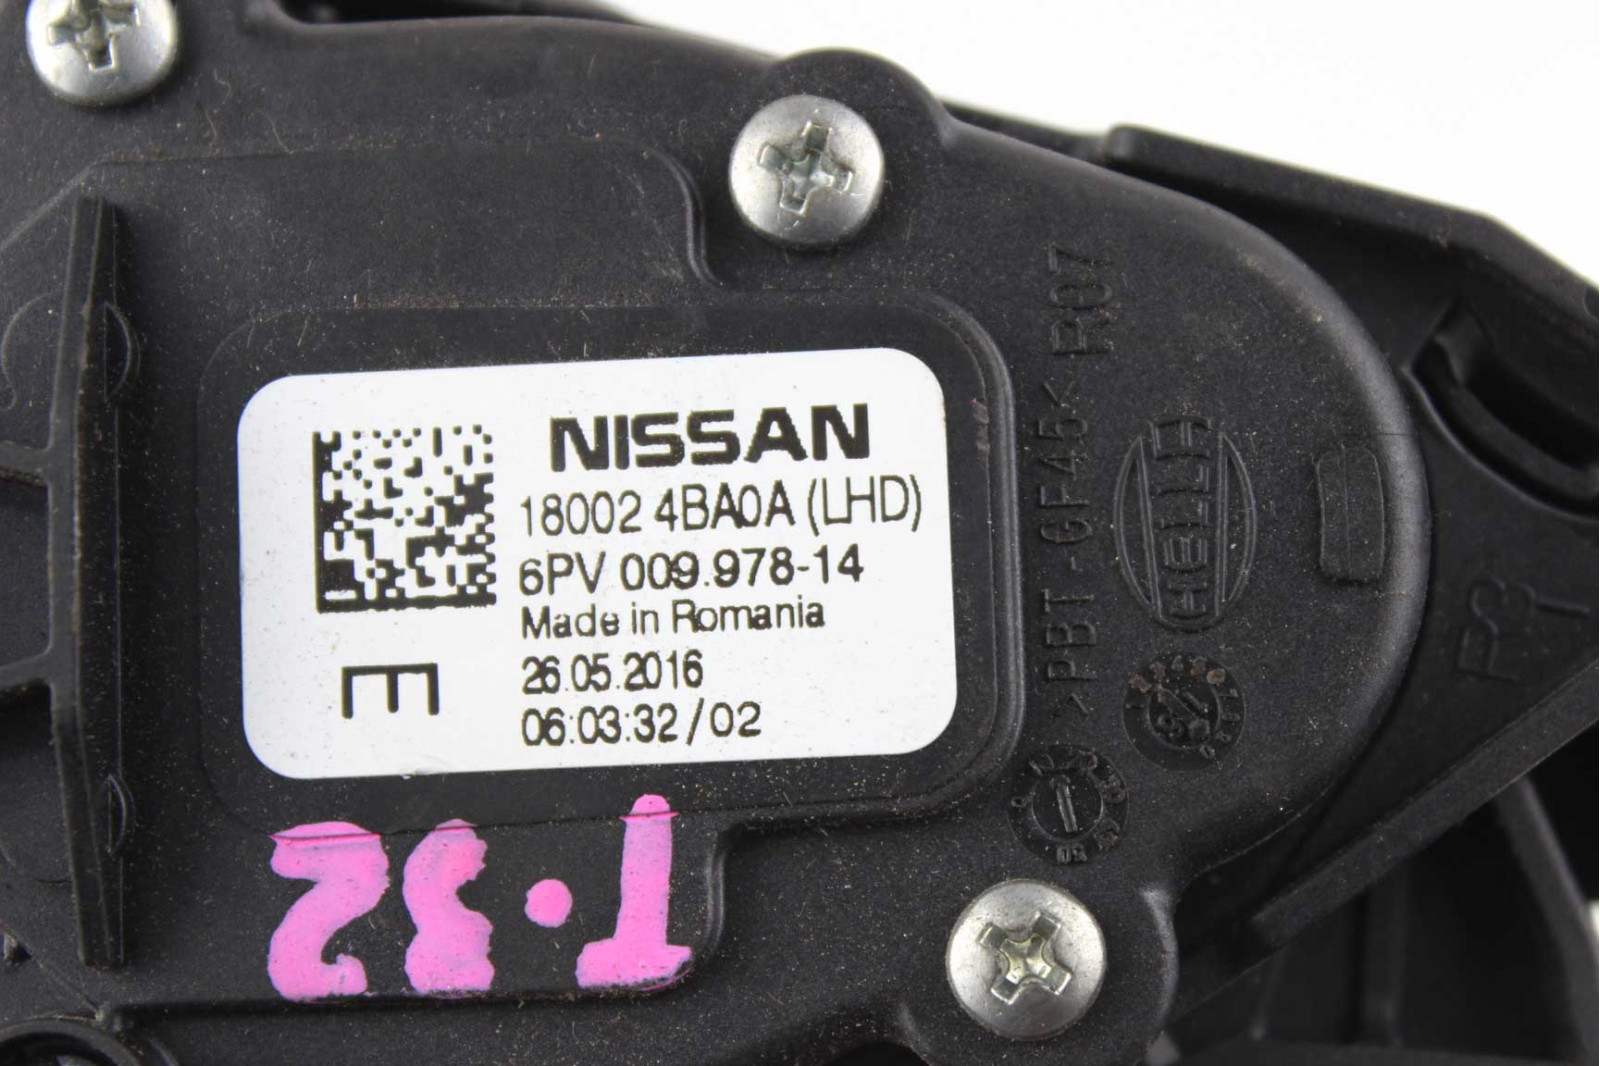 NISSAN
18002 4BA0A (LHD)
6PV 009.978-14
Made in Romania
26.05.2016
06:03:32/02
E
>PBT-GF45< R07
HELLA
T·32